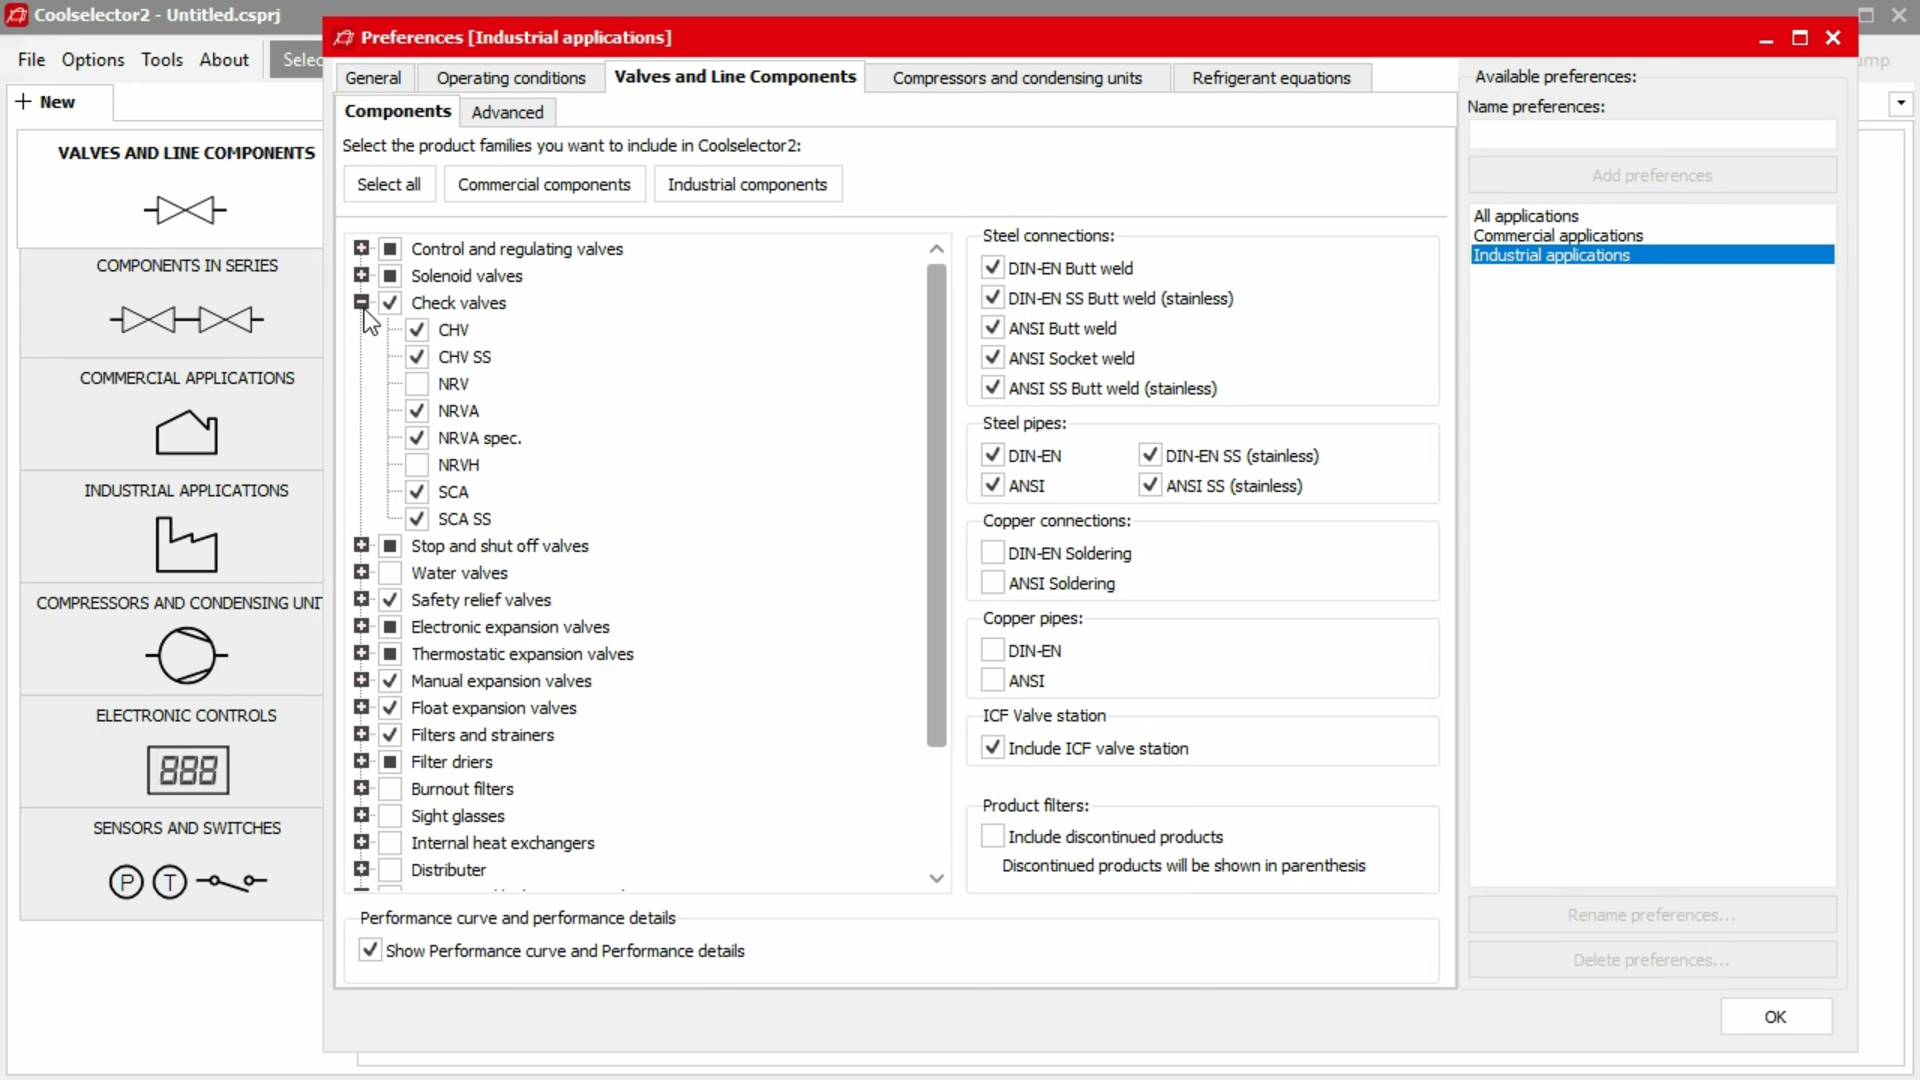 Coolselector2 - Untitled.csprj
File Options Tools About Selec
+ New
VALVES AND LINE COMPONENTS
COMPONENTS IN SERIES
COMMERCIAL APPLICATIONS
INDUSTRIAL APPLICATIONS
COMPRESSORS AND CONDENSING UNIT
ELECTRONIC CONTROLS
888
SENSORS AND SWITCHES
P T
Preferences [Industrial applications]
General Operating conditions Valves and Line Components Compressors and condensing units Refrigerant equations
Components Advanced
Select the product families you want to include in Coolselector2:
Select all Commercial components Industrial components
Control and regulating valves
Solenoid valves
Check valves
CHV
CHV SS
NRV
NRVA
NRVA spec.
NRVH
SCA
SCA SS
Stop and shut off valves
Water valves
Safety relief valves
Electronic expansion valves
Thermostatic expansion valves
Manual expansion valves
Float expansion valves
Filters and strainers
Filter driers
Burnout filters
Sight glasses
Internal heat exchangers
Distributer
Steel connections:
DIN-EN Butt weld
DIN-EN SS Butt weld (stainless)
ANSI Butt weld
ANSI Socket weld
ANSI SS Butt weld (stainless)
Steel pipes:
DIN-EN DIN-EN SS (stainless)
ANSI ANSI SS (stainless)
Copper connections:
DIN-EN Soldering
ANSI Soldering
Copper pipes:
DIN-EN
ANSI
ICF Valve station
Include ICF valve station
Product filters:
Include discontinued products
Discontinued products will be shown in parenthesis
Performance curve and performance details
Show Performance curve and Performance details
Available preferences:
Name preferences:
Add preferences
All applications
Commercial applications
Industrial applications
Rename preferences...
Delete preferences...
OK